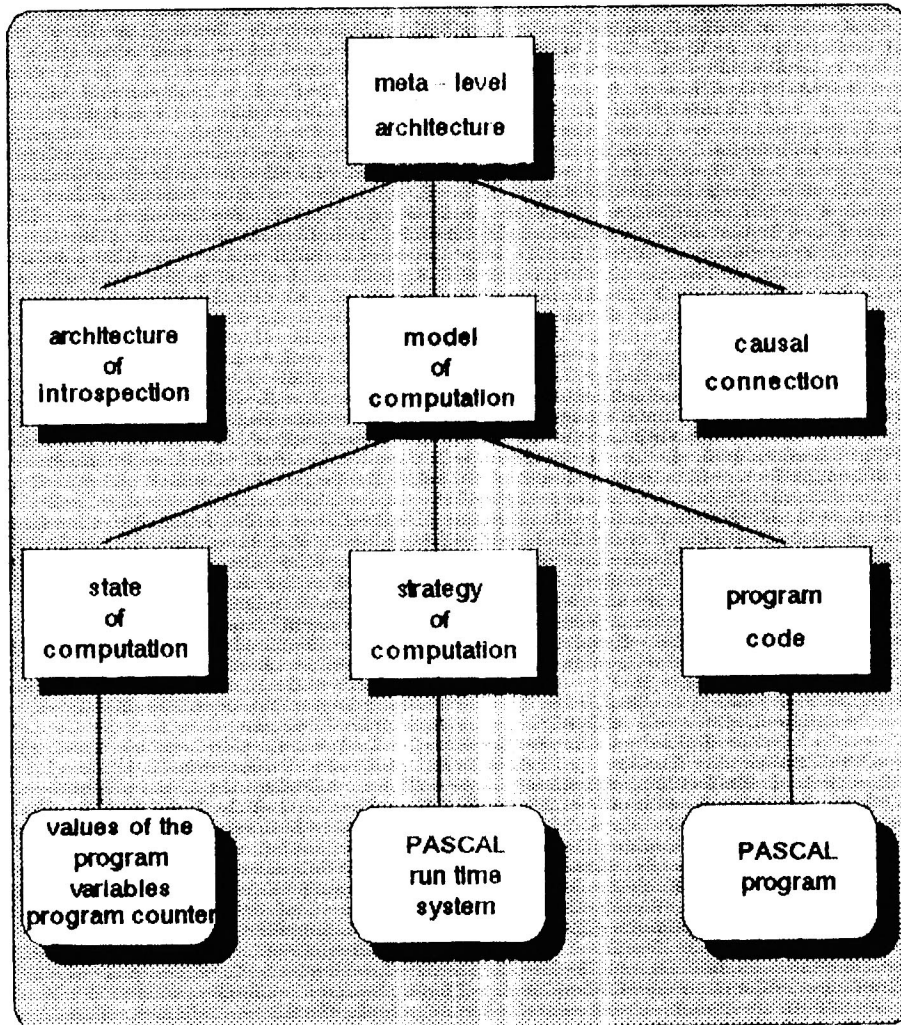 meta - level
architecture
architecture
of
introspection
model
of
computation
causal
connection
state
of
computation
strategy
of
computation
program
code
values of the
program
variables
program counter
PASCAL
run time
system
PASCAL
program